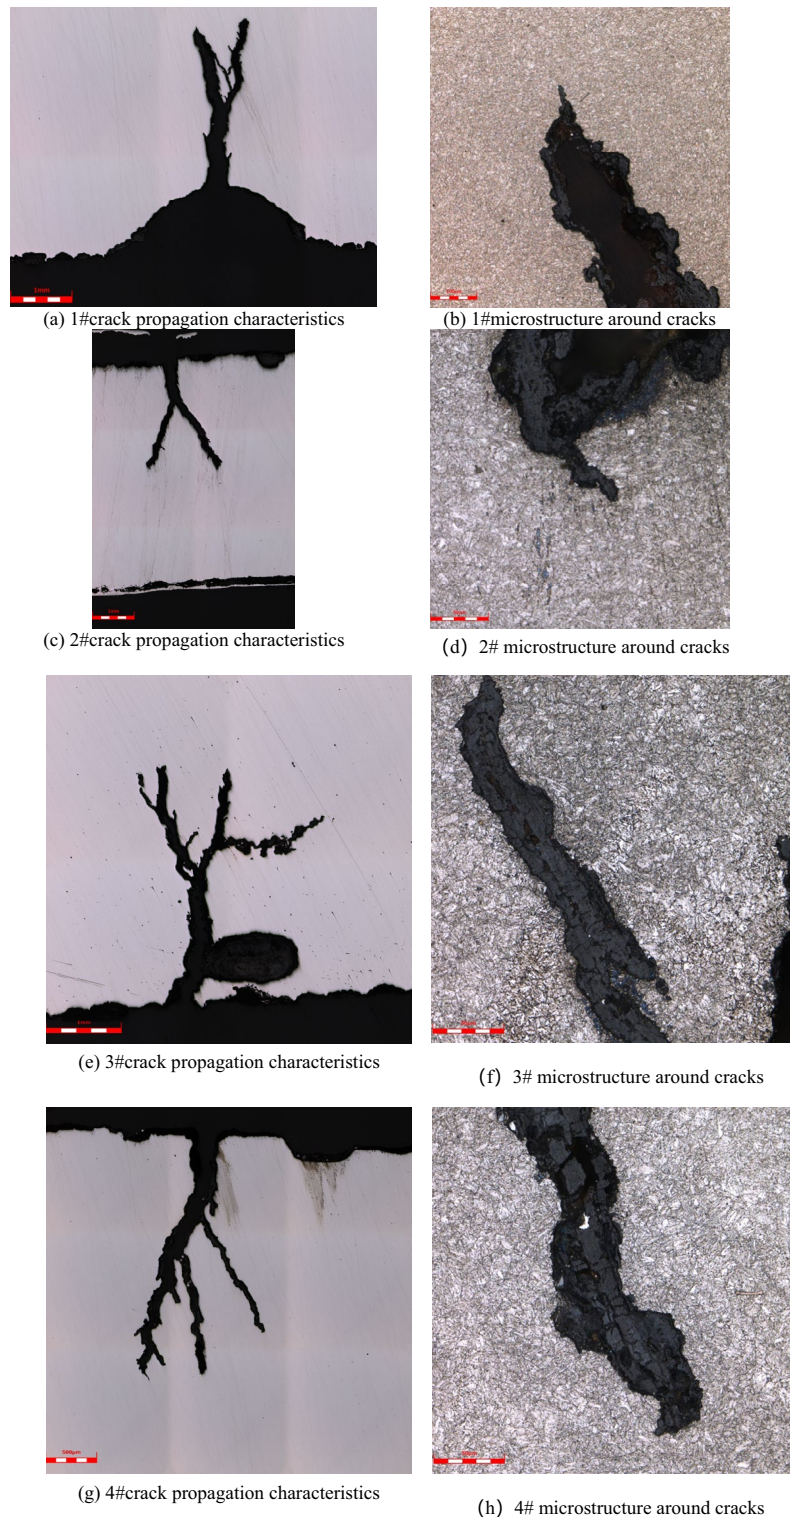 1mm
(a) 1#crack propagation characteristics
(b) 1#microstructure around cracks
(c) 2#crack propagation characteristics
(d) 2# microstructure around cracks
(e) 3#crack propagation characteristics
(f) 3# microstructure around cracks
500μm
(g) 4#crack propagation characteristics
(h) 4# microstructure around cracks